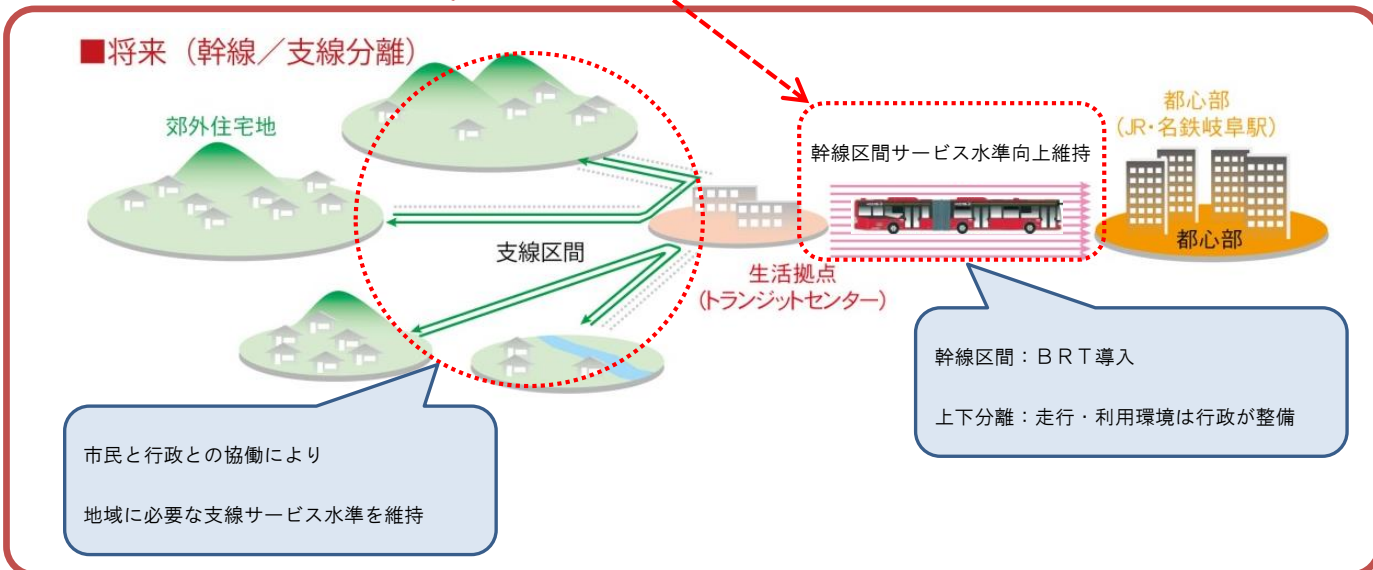 ■将来（幹線／支線分離）
郊外住宅地
都心部
（JR・名鉄岐阜駅）
幹線区間サービス水準向上維持
支線区間
都心部
生活拠点
（トランジットセンター）
幹線区間：ＢＲＴ導入
上下分離：走行・利用環境は行政が整備
市民と行政との協働により
地域に必要な支線サービス水準を維持